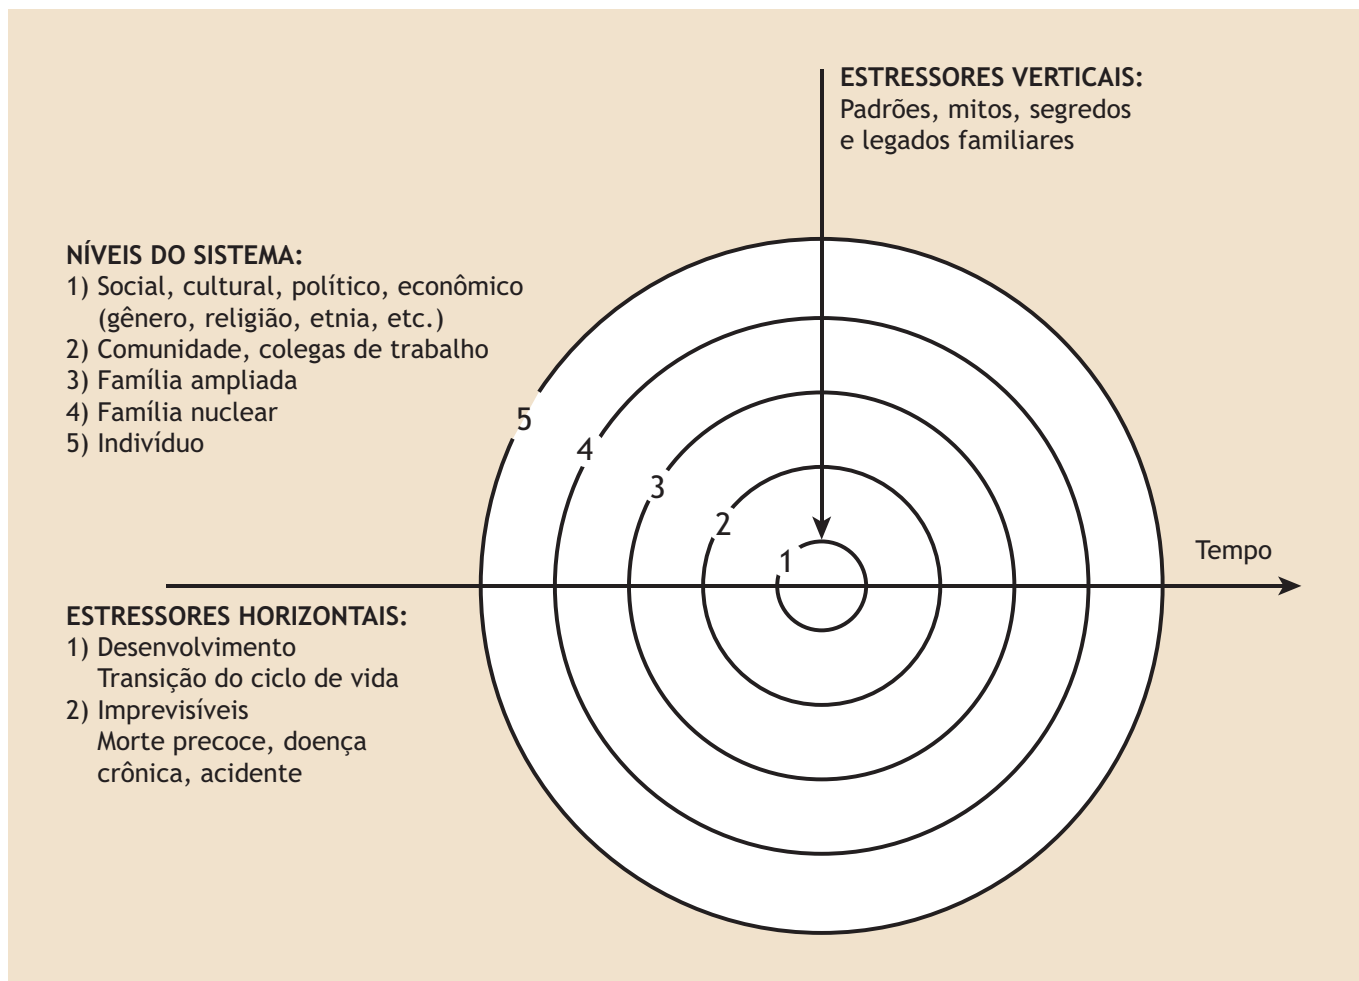 ESTRESSORES VERTICAIS:
Padrões, mitos, segredos
e legados familiares
NÍVEIS DO SISTEMA:
1) Social, cultural, político, econômico
(gênero, religião, etnia, etc.)
2) Comunidade, colegas de trabalho
3) Família ampliada
4) Família nuclear
5) Indivíduo
5
4
3
2
1
Tempo
ESTRESSORES HORIZONTAIS:
1) Desenvolvimento
Transição do ciclo de vida
2) Imprevisíveis
Morte precoce, doença
crônica, acidente